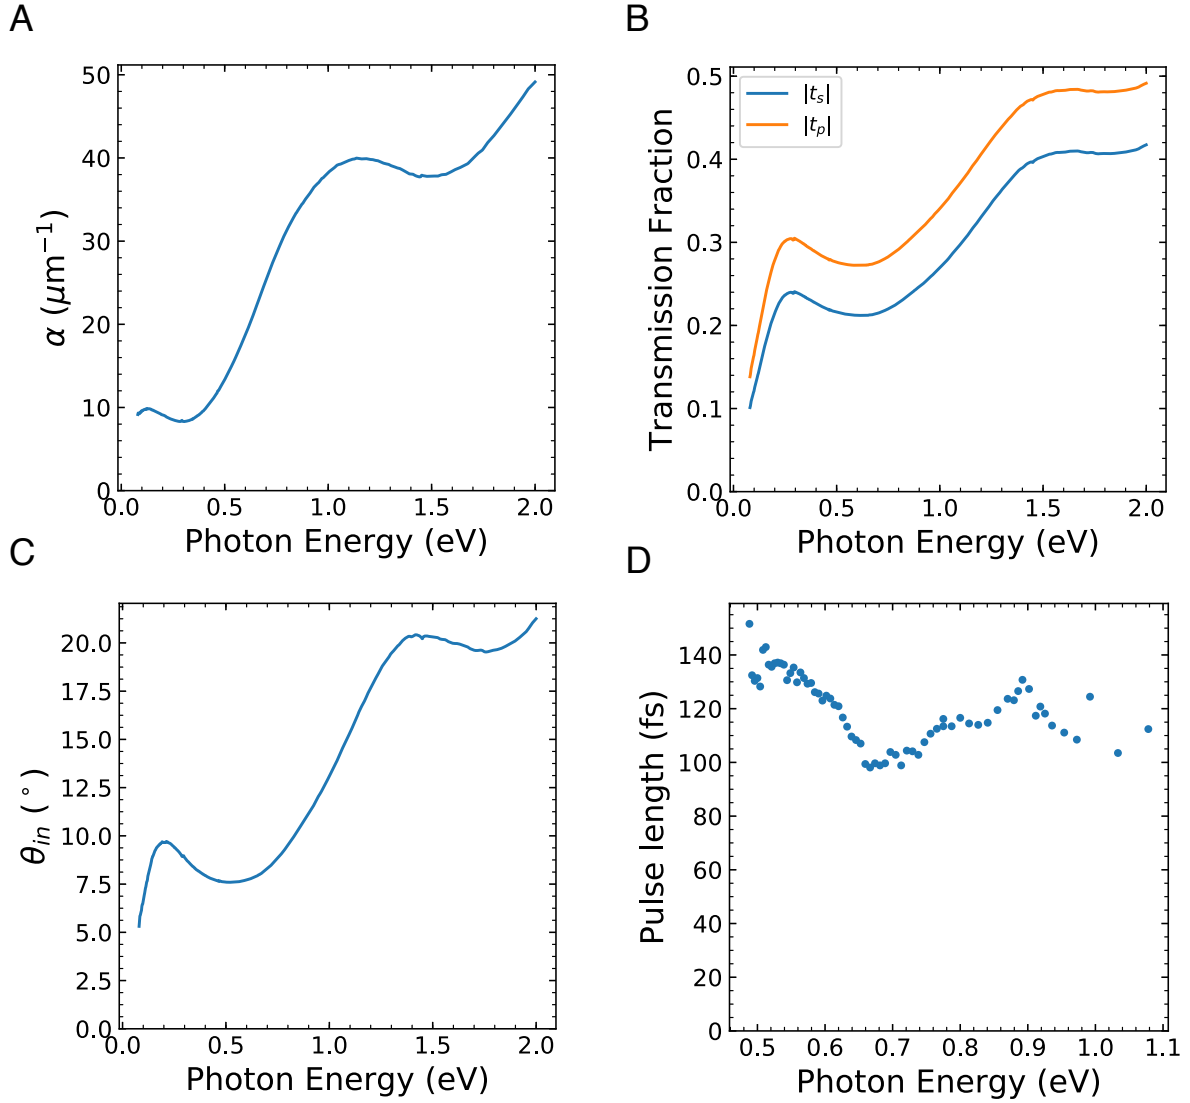 A
50
40
30
20
10
0
α (μm⁻¹)
0.0 0.5 1.0 1.5 2.0
Photon Energy (eV)
B
0.5
0.4
0.3
0.2
0.1
0.0
Transmission Fraction
|t_s|
|t_p|
0.0 0.5 1.0 1.5 2.0
Photon Energy (eV)
C
20.0
17.5
15.0
12.5
10.0
7.5
5.0
2.5
0.0
θ_in (°)
0.0 0.5 1.0 1.5 2.0
Photon Energy (eV)
D
140
120
100
80
60
40
20
0
Pulse length (fs)
0.5 0.6 0.7 0.8 0.9 1.0 1.1
Photon Energy (eV)